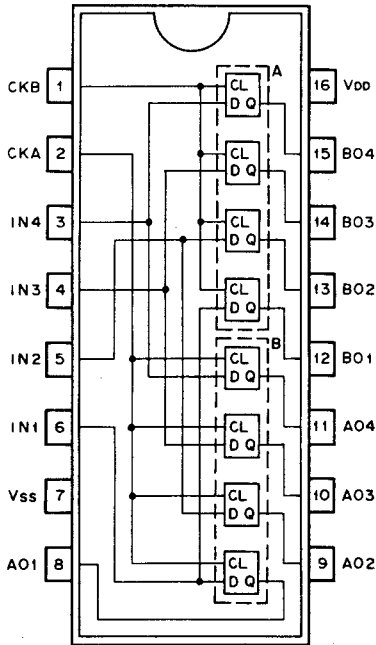 A
CKB 1 CL D Q 16 VDD
CKA 2 CL D Q 15 BO4
IN4 3 CL D Q 14 BO3
IN3 4 CL D Q 13 BO2
B
IN2 5 CL D Q 12 BO1
IN1 6 CL D Q 11 AO4
VSS 7 CL D Q 10 AO3
AO1 8 CL D Q 9 AO2